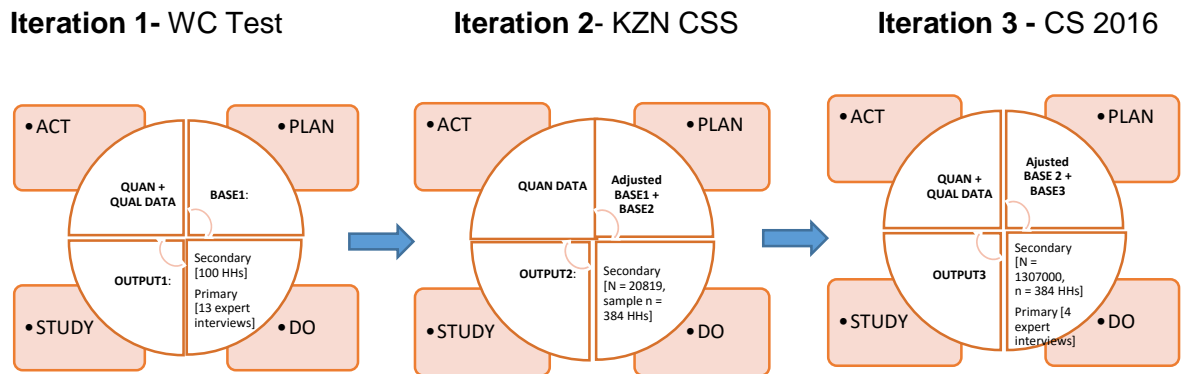 Iteration 1- WC Test
• ACT
• PLAN
QUAN +
QUAL DATA
BASE1:
OUTPUT1:
Secondary
[100 HHs]
Primary
[13 expert
interviews]
• STUDY
• DO
Iteration 2- KZN CSS
• ACT
• PLAN
QUAN DATA
Adjusted
BASE1 +
BASE2
OUTPUT2:
Secondary
[N = 20819,
sample n =
384 HHs]
• STUDY
• DO
Iteration 3 - CS 2016
• ACT
• PLAN
QUAN +
QUAL DATA
Ajusted
BASE 2 +
BASE3
OUTPUT3
Secondary
[N =
1307000,
n = 384 HHs]
Primary [4
expert
interviews]
• STUDY
• DO